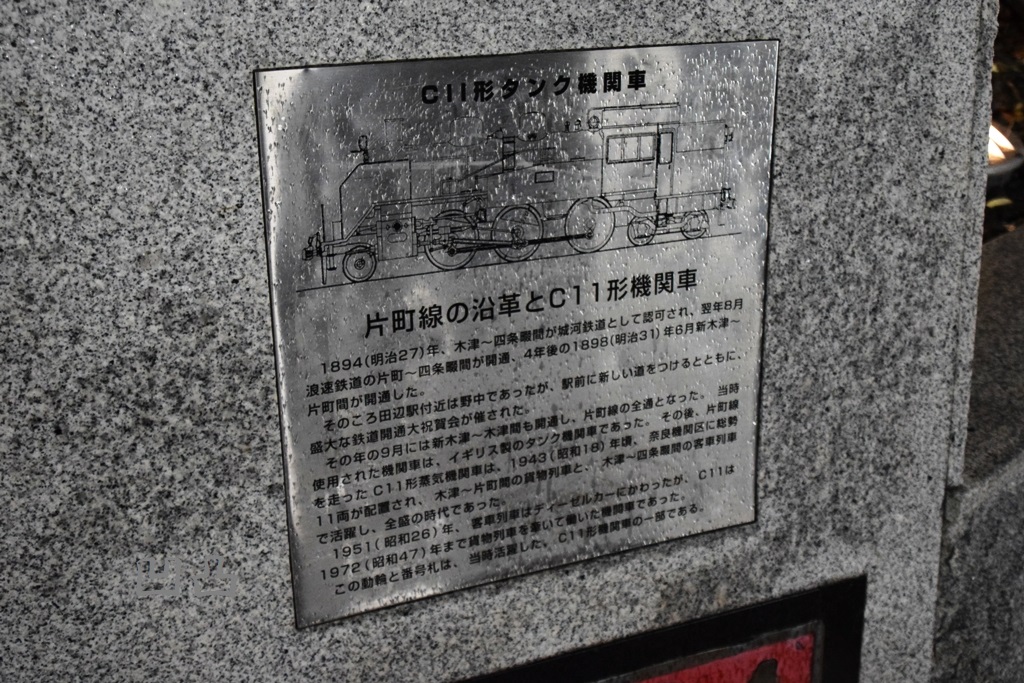 C11形タンク機関車
片町線の沿革とC11形機関車
1894(明治27)年、木津～四条畷間が城河鉄道として認可され、翌年8月
浪速鉄道の片町～四条畷間が開通、4年後の1898(明治31)年6月新木津～
片町間が開通した。
そのころ田辺駅付近は野中であったが、駅前に新しい道をつけるとともに、
盛大な鉄道開通大祝賀会が催された。
その年の9月には新木津～木津間も開通し、片町線の全通となった。当時
使用された機関車は、イギリス製のタンク機関車であった。その後、片町線
を走ったC11形蒸気機関車は、1943(昭和18)年頃、奈良機関区に総勢
11両が配置され、木津～片町間の貨物列車と、木津～四条畷間の客車列車
で活躍し、全盛の時代であった。
1951(昭和26)年、客車列車はディーゼルカーにかわったが、C11は
1972(昭和47)年まで貨物列車を牽いて働いた機関車であった。
この動輪と番号札は、当時活躍した、C11形機関車の一部である。